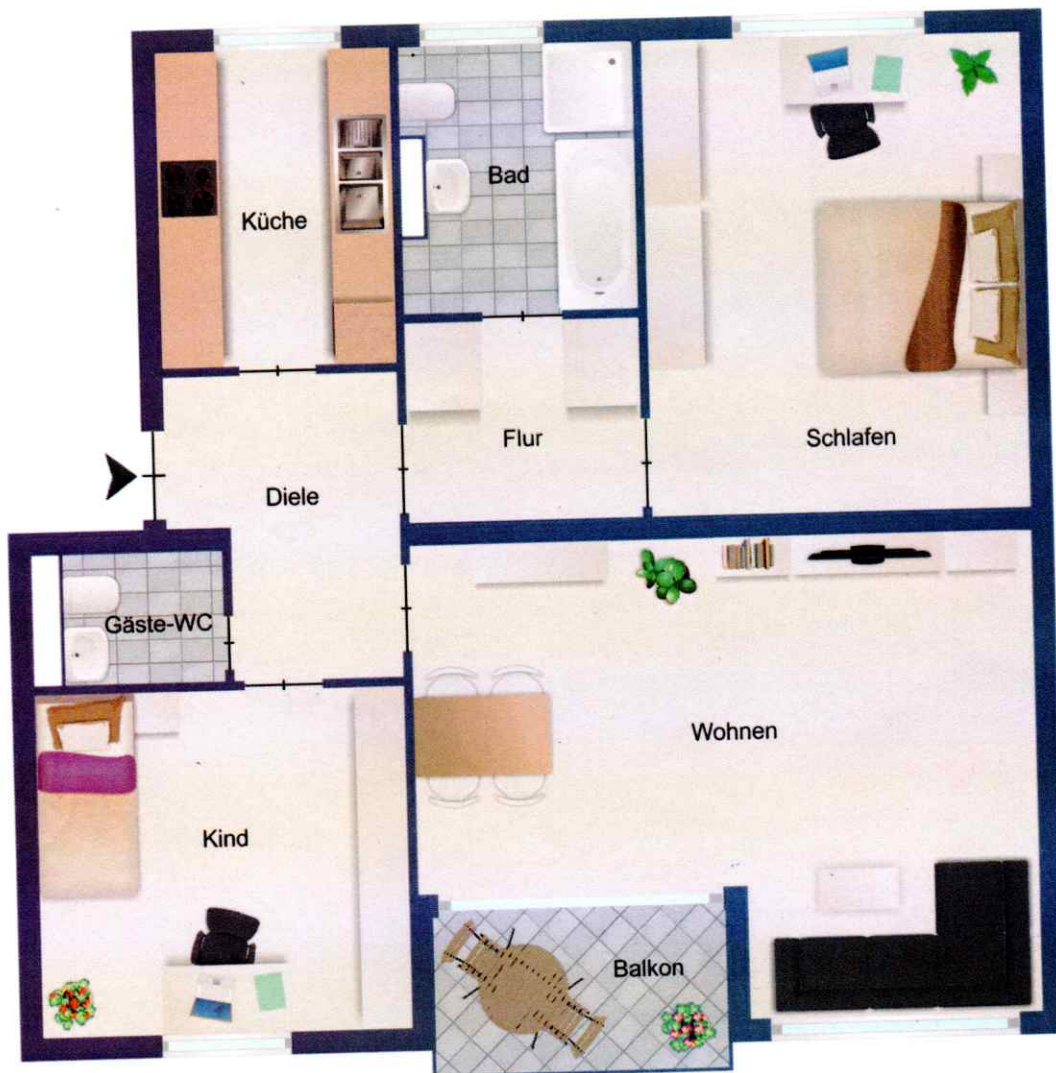 Küche
Bad
Flur
Schlafen
Diele
Gäste-WC
Wohnen
Kind
Balkon